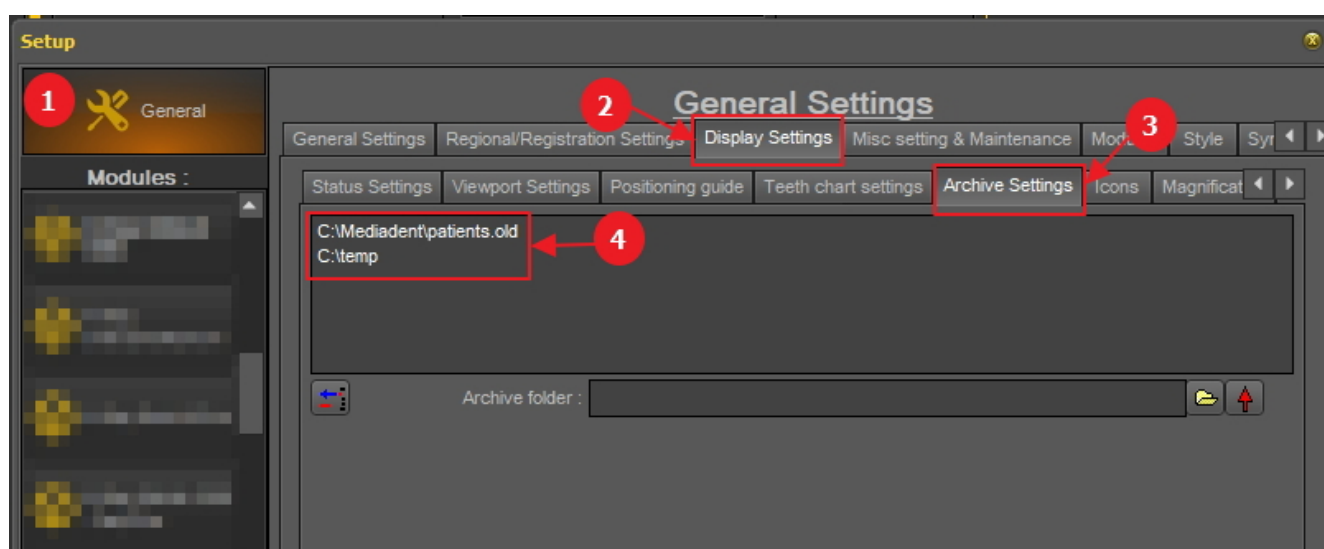 Setup
1
General
General Settings
2
General Settings
Regional/Registration Settings
Display Settings
Misc setting & Maintenance
3
Style
Modules :
Status Settings
Viewport Settings
Positioning guide
Teeth chart settings
Archive Settings
Icons
Magnificat
C:\Mediadent\patients.old
C:\temp
4
Archive folder :